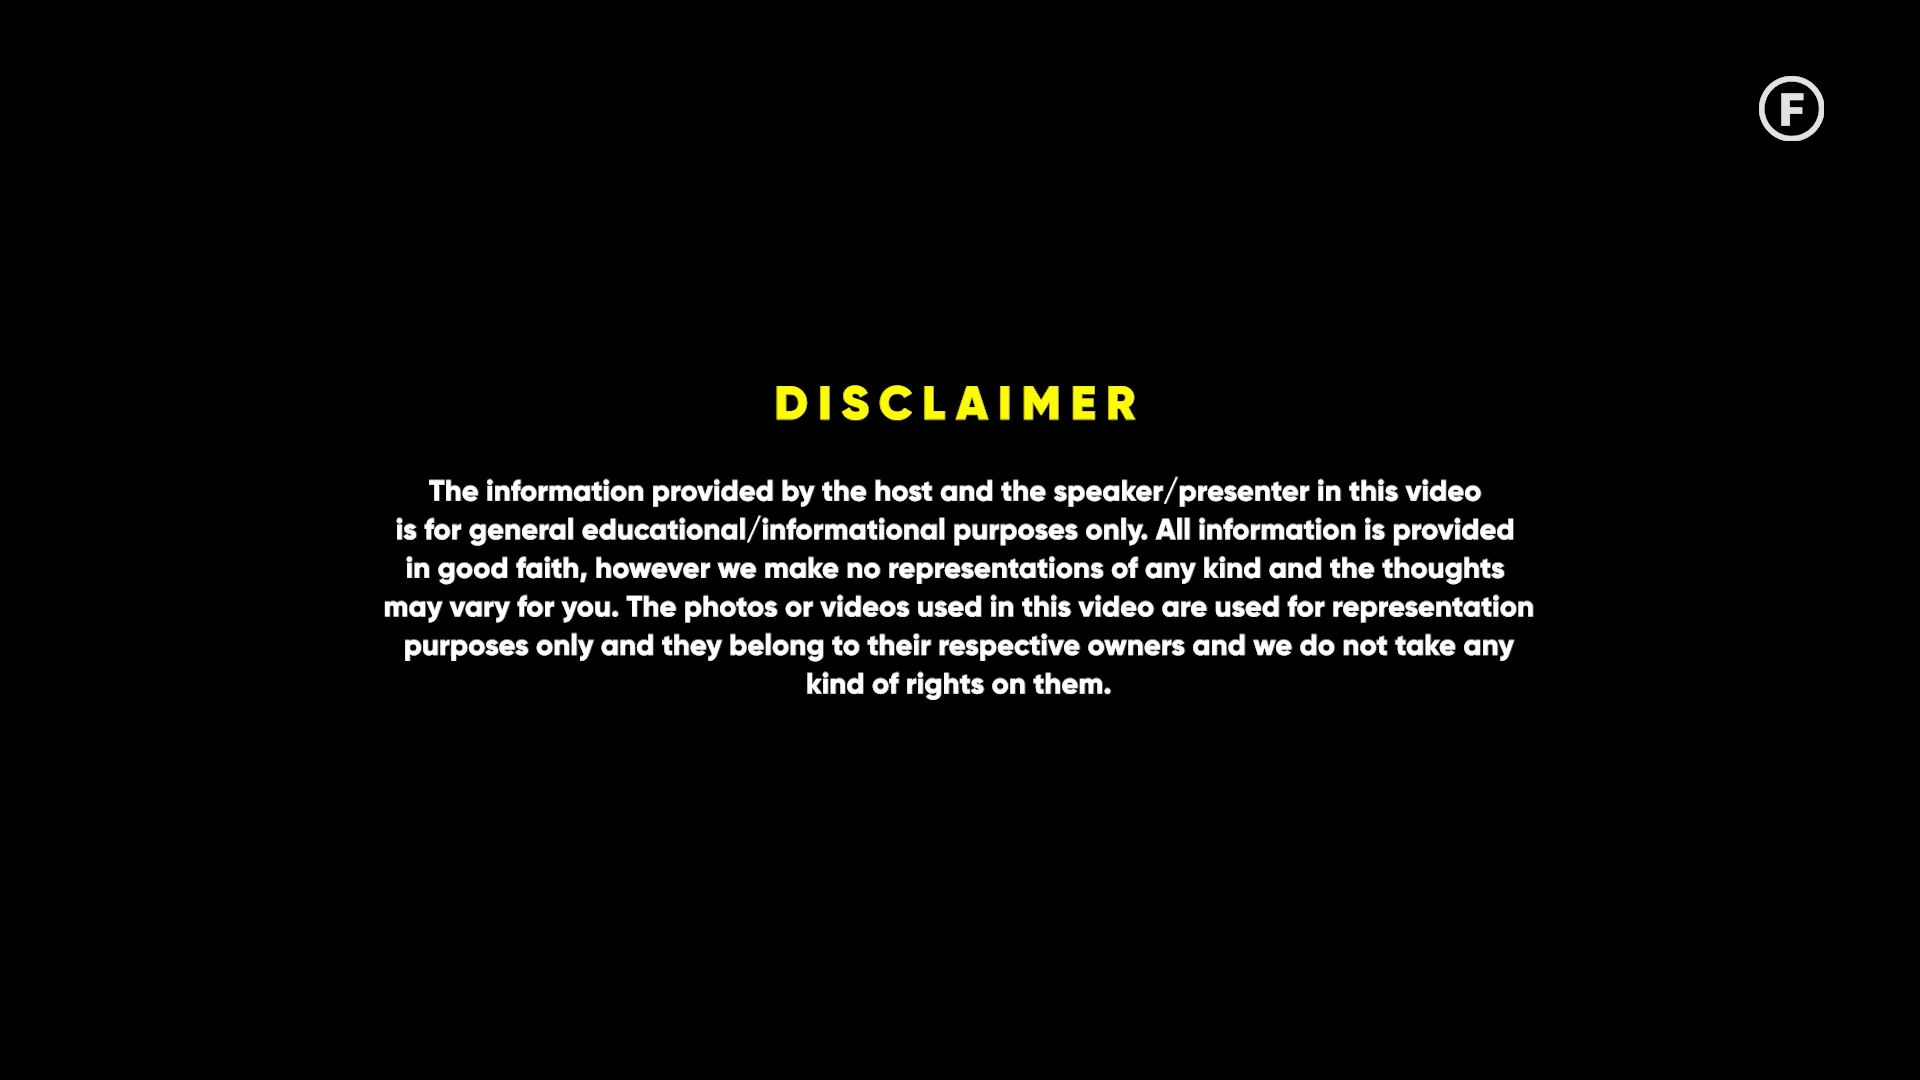 F
DISCLAIMER
The information provided by the host and the speaker/presenter in this video
is for general educational/informational purposes only. All information is provided
in good faith, however we make no representations of any kind and the thoughts
may vary for you. The photos or videos used in this video are used for representation
purposes only and they belong to their respective owners and we do not take any
kind of rights on them.